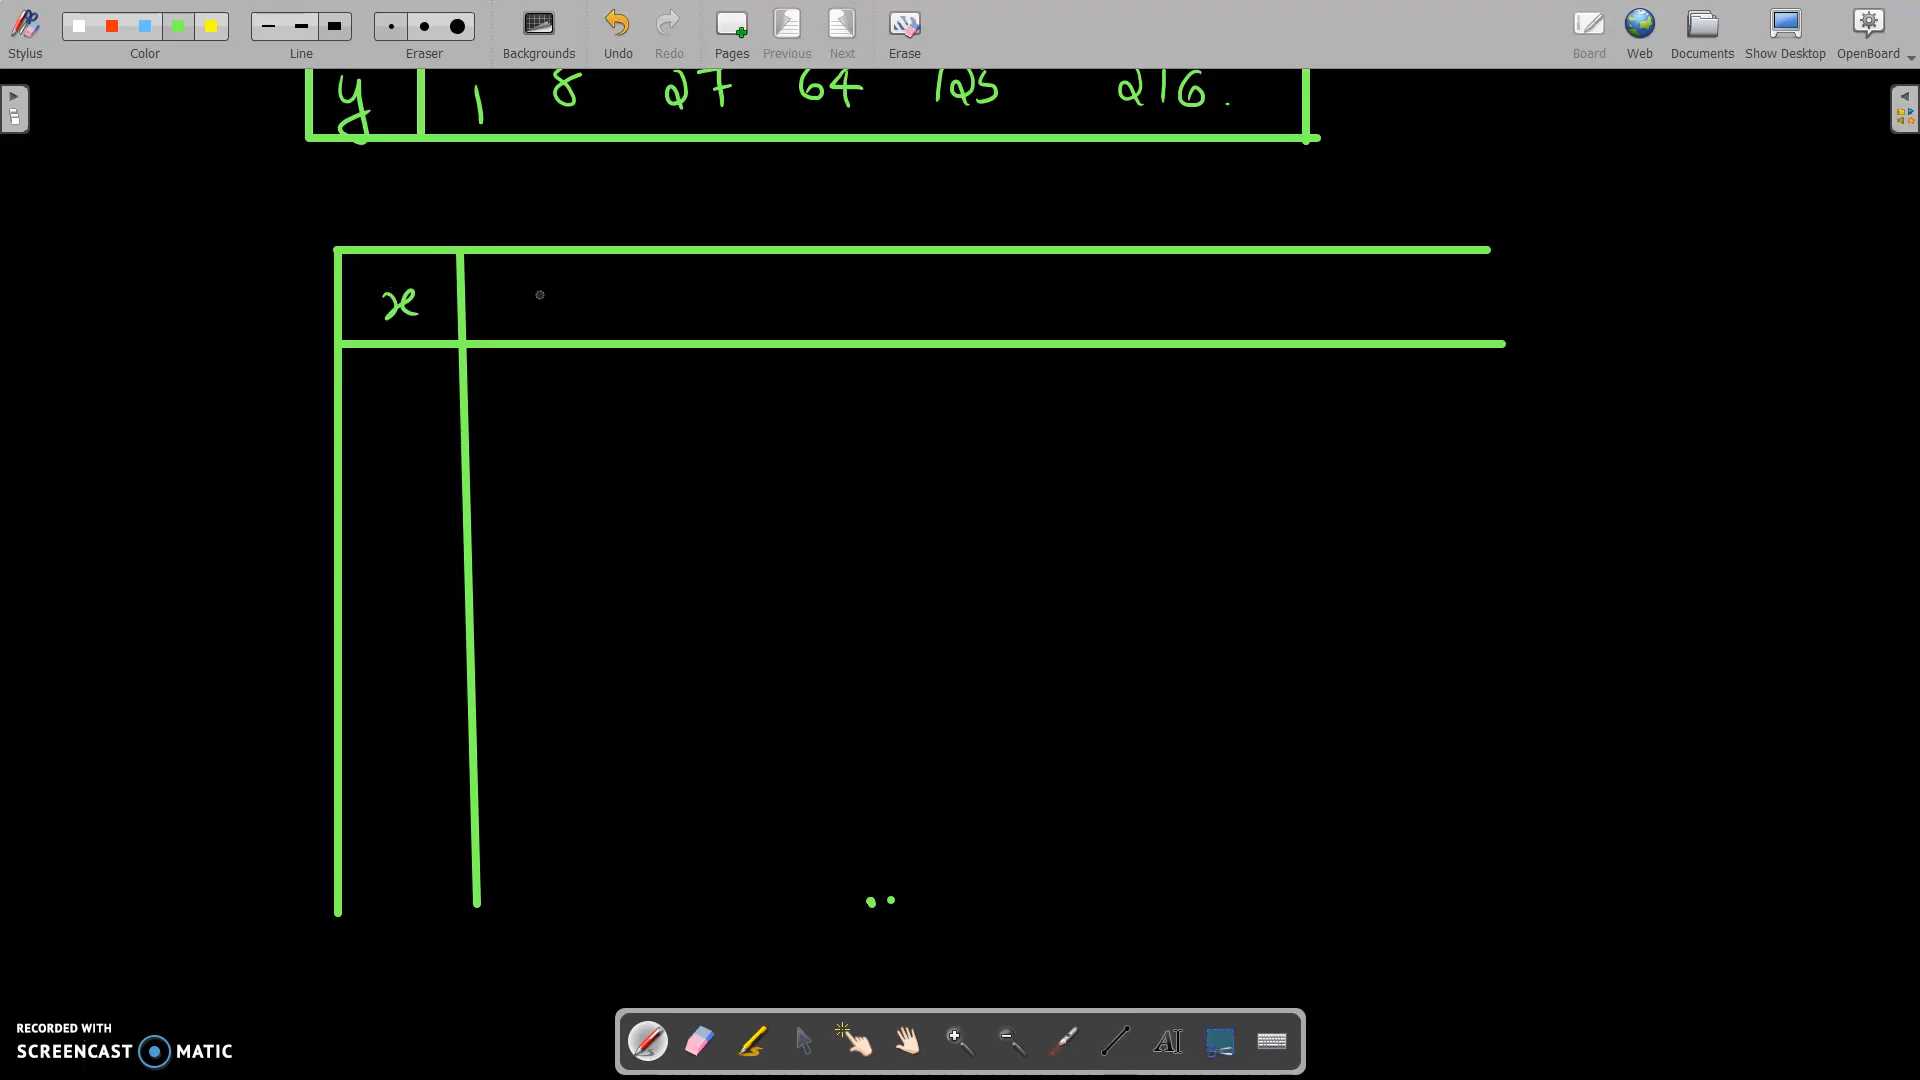 Stylus Color Line Eraser Backgrounds Undo Redo Pages Previous Next Erase Board Web Documents Show Desktop OpenBoard
y 1 8 27 64 125 216.
x
RECORDED WITH
SCREENCAST MATIC
AI